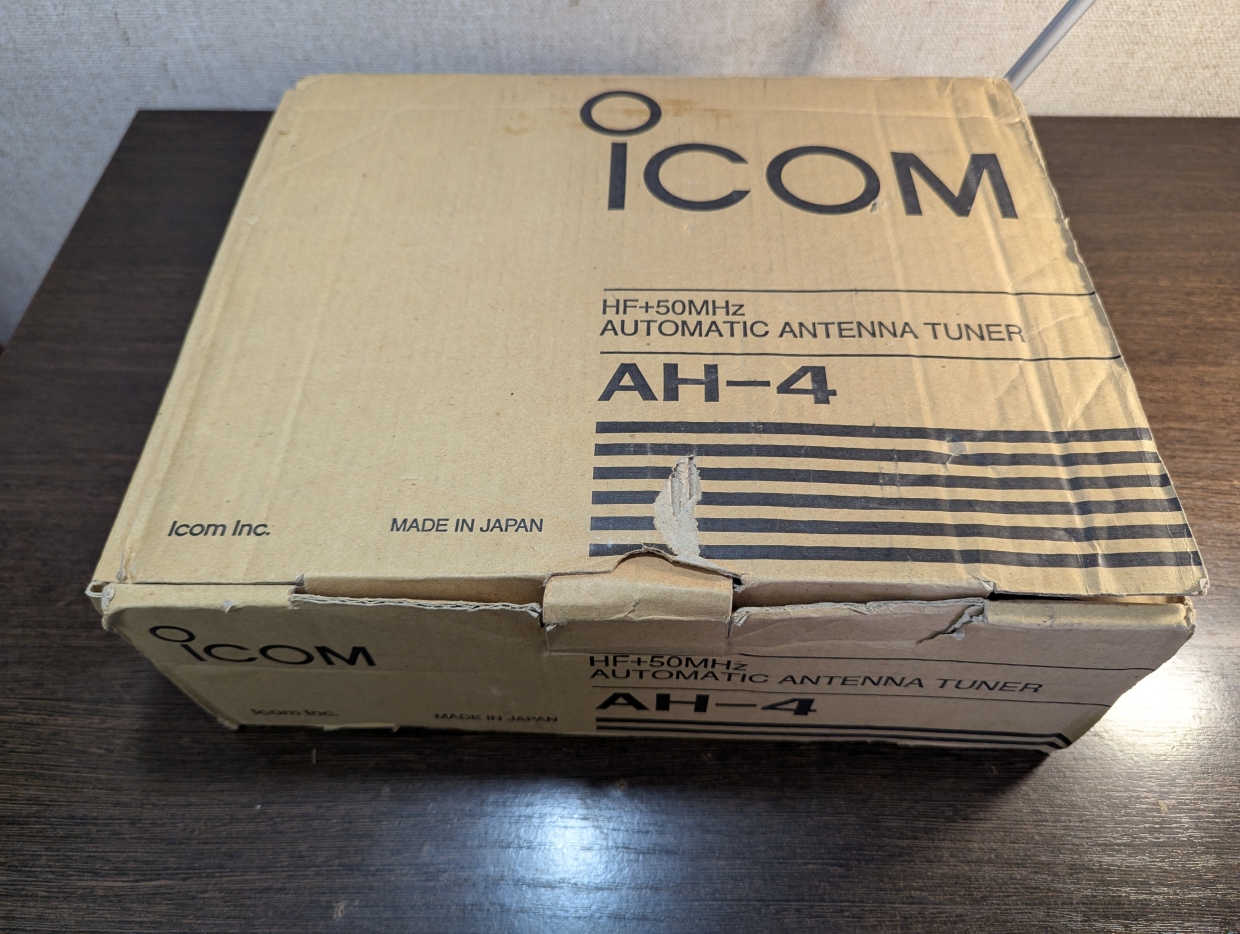 ICOM
HF+50MHz
AUTOMATIC ANTENNA TUNER
AH-4
Icom Inc.
MADE IN JAPAN
ICOM
HF+50MHz
AUTOMATIC ANTENNA TUNER
AH-4
Icom Inc.
MADE IN JAPAN